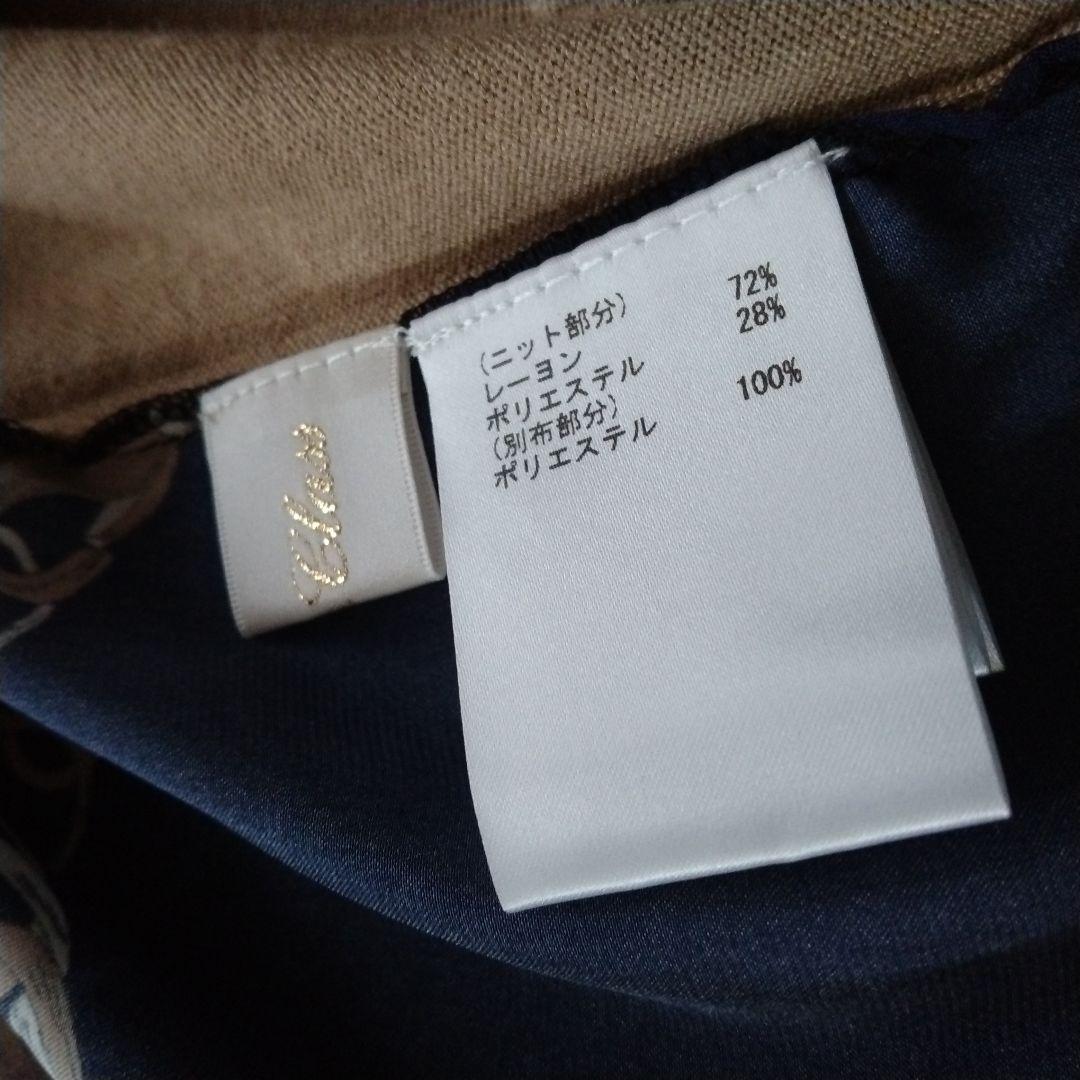 (ニット部分)
レーヨン 72%
ポリエステル 28%
(別布部分)
ポリエステル 100%